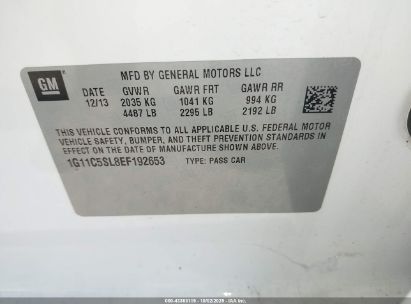 GM
MFD BY GENERAL MOTORS LLC
12/13 GVWR GAWR FRT GAWR RR
2035 KG 1041 KG 994 KG
4487 LB 2295 LB 2192 LB
THIS VEHICLE CONFORMS TO ALL APPLICABLE U.S. FEDERAL MOTOR
VEHICLE SAFETY, BUMPER, AND THEFT PREVENTION STANDARDS IN
EFFECT ON THE DATE OF MANUFACTURE SHOWN ABOVE.
1G11C5SL8EF192653 TYPE: PASS CAR